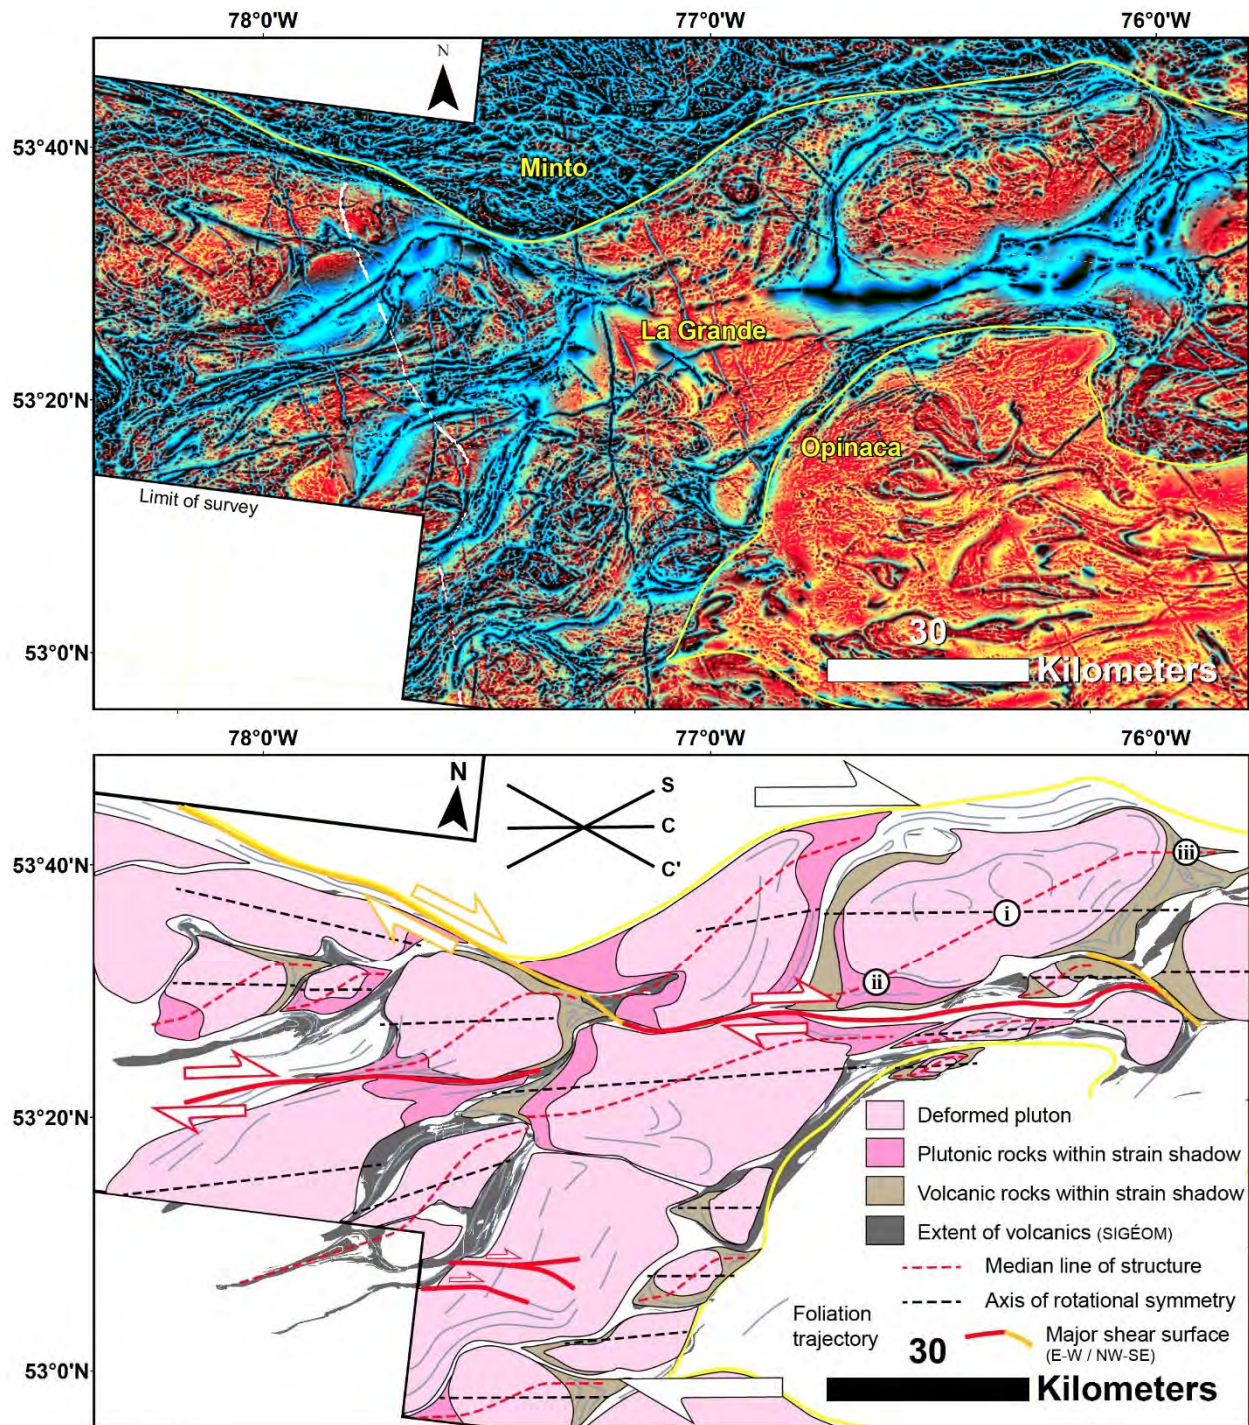 78°0'W
77°0'W
76°0'W
N
53°40'N
Minto
La Grande
53°20'N
Opinaca
Limit of survey
53°0'N
30
Kilometers
78°0'W
77°0'W
76°0'W
N
S
C
C'
53°40'N
iii
i
ii
53°20'N
Deformed pluton
Plutonic rocks within strain shadow
Volcanic rocks within strain shadow
Extent of volcanics (SIGÉOM)
Median line of structure
Axis of rotational symmetry
Foliation
trajectory
Major shear surface
(E-W / NW-SE)
53°0'N
30
Kilometers